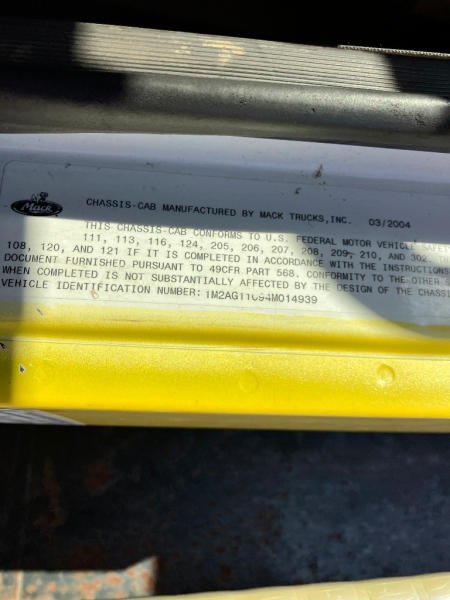 Mack
CHASSIS-CAB MANUFACTURED BY MACK TRUCKS,INC. 03/2004
THIS CHASSIS-CAB CONFORMS TO U.S. FEDERAL MOTOR VEHICLE SAFET
111, 113, 116, 124, 205, 206, 207, 208, 209, 210, AND 302. TH
108, 120, AND 121 IF IT IS COMPLETED IN ACCORDANCE WITH THE INSTRUCTIONS
DOCUMENT FURNISHED PURSUANT TO 49CFR PART 568. CONFORMITY TO THE OTHER S
WHEN COMPLETED IS NOT SUBSTANTIALLY AFFECTED BY THE DESIGN OF THE CHASSI
VEHICLE IDENTIFICATION NUMBER: 1M2AG11C94M014939